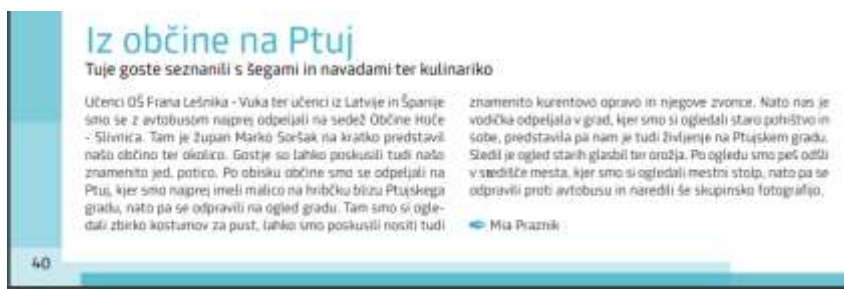 Iz občine na Ptuj
Tuje goste seznanili s šegami in navadami ter kulinariko
Učenci OŠ Frana Lešnika - Vuka ter učenci iz Latvije in Španije
smo se z avtobusom najprej odpeljali na sedež Občine Hoče
- Slivnica. Tam je župan Marko Soršak na kratko predstavil
našo občino ter okolico. Gostje so lahko poskusili tudi našo
znamenito jed, potico. Po obisku občine smo se odpeljali na
Ptuj, kjer smo najprej imeli malico na hribčku blizu Ptujskega
gradu, nato pa se odpravili na ogled gradu. Tam smo si ogle-
dali zbirko kostumov za pust, lahko smo poskusili nositi tudi
znamenito kurentovo opravo in njegove zvonce. Nato nas je
vodička odpeljala v grad, kjer smo si ogledali staro pohištvo in
sobe, predstavila pa nam je tudi življenje na Ptujskem gradu.
Sledil je ogled starih glasbil ter orožja. Po ogledu smo peš odšli
v središče mesta, kjer smo si ogledali mestni stolp, nato pa se
odpravili proti avtobusu in naredili še skupinsko fotografijo.
Mia Praznik
40